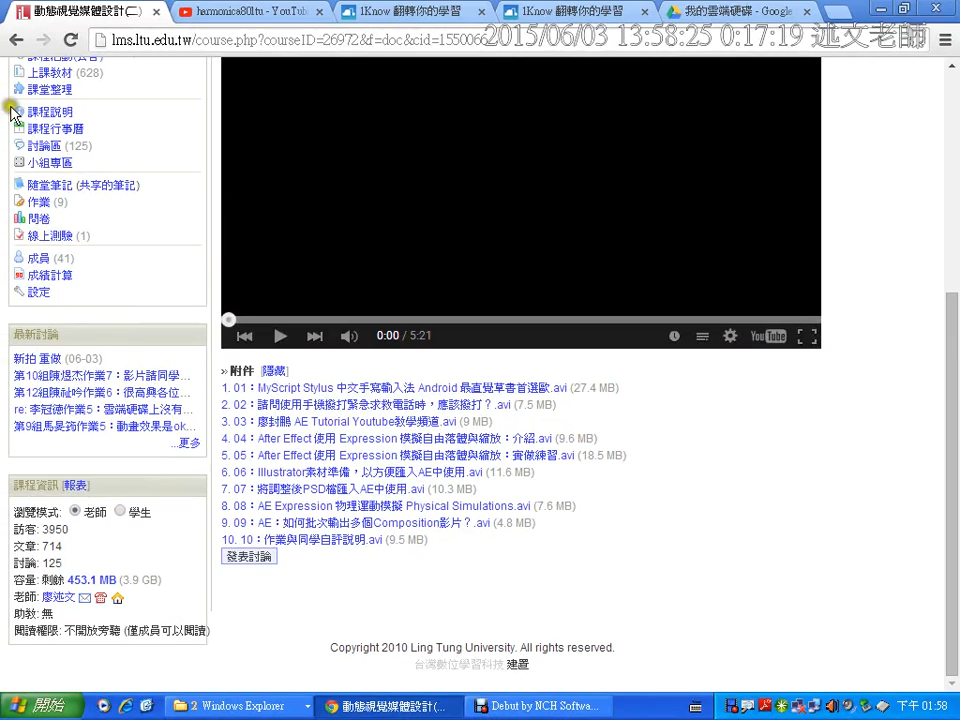 動態視覺媒體設計(二)
harmonica80ltu - YouTu
1Know 翻轉你的學習
1Know 翻轉你的學習
我的雲端硬碟 - Google
lms.ltu.edu.tw/course.php?courseID=26972&f=doc&cid=1550066
2015/06/03 13:58:25 0:17:19 述文老師
課程活動(公告)
上課教材 (628)
課堂整理
課程說明
課程行事曆
討論區 (125)
小組專區
隨堂筆記 (共享的筆記)
作業 (9)
問卷
線上測驗 (1)
成員 (41)
成績計算
設定
最新討論
新拍 重做 (06-03)
第10組陳煜杰作業7：影片請同學...
第12組陳祉吟作業6：很高興各位...
re: 李冠德作業5：雲端硬碟上沒有...
第9組馬昺筠作業5：動畫效果是ok...
...更多
課程資訊 [報表]
瀏覽模式: 老師 學生
訪客: 3950
文章: 714
討論: 125
容量: 剩餘 453.1 MB (3.9 GB)
老師: 廖述文
助教: 無
閱讀權限: 不開放旁聽 (僅成員可以閱讀)
0:00 / 5:21
YouTube
» 附件 [隱藏]
1. 01：MyScript Stylus 中文手寫輸入法 Android 最直覺草書首選歐.avi (27.4 MB)
2. 02：請問使用手機撥打緊急求救電話時，應該撥打？.avi (7.5 MB)
3. 03：廖封鵬 AE Tutorial Youtube教學頻道.avi (9 MB)
4. 04：After Effect 使用 Expression 模擬自由落體與縮放：介紹.avi (9.6 MB)
5. 05：After Effect 使用 Expression 模擬自由落體與縮放：實做練習.avi (18.5 MB)
6. 06：Illustrator素材準備，以方便匯入AE中使用.avi (11.6 MB)
7. 07：將調整後PSD檔匯入AE中使用.avi (10.3 MB)
8. 08：AE Expression 物理運動模擬 Physical Simulations.avi (7.6 MB)
9. 09：AE：如何批次輸出多個Composition影片？.avi (4.8 MB)
10. 10：作業與同學自評說明.avi (9.5 MB)
發表討論
Copyright 2010 Ling Tung University. All rights reserved.
台灣數位學習科技 建置
開始
2 Windows Explorer
動態視覺媒體設計(...
Debut by NCH Softwa...
下午 01:58